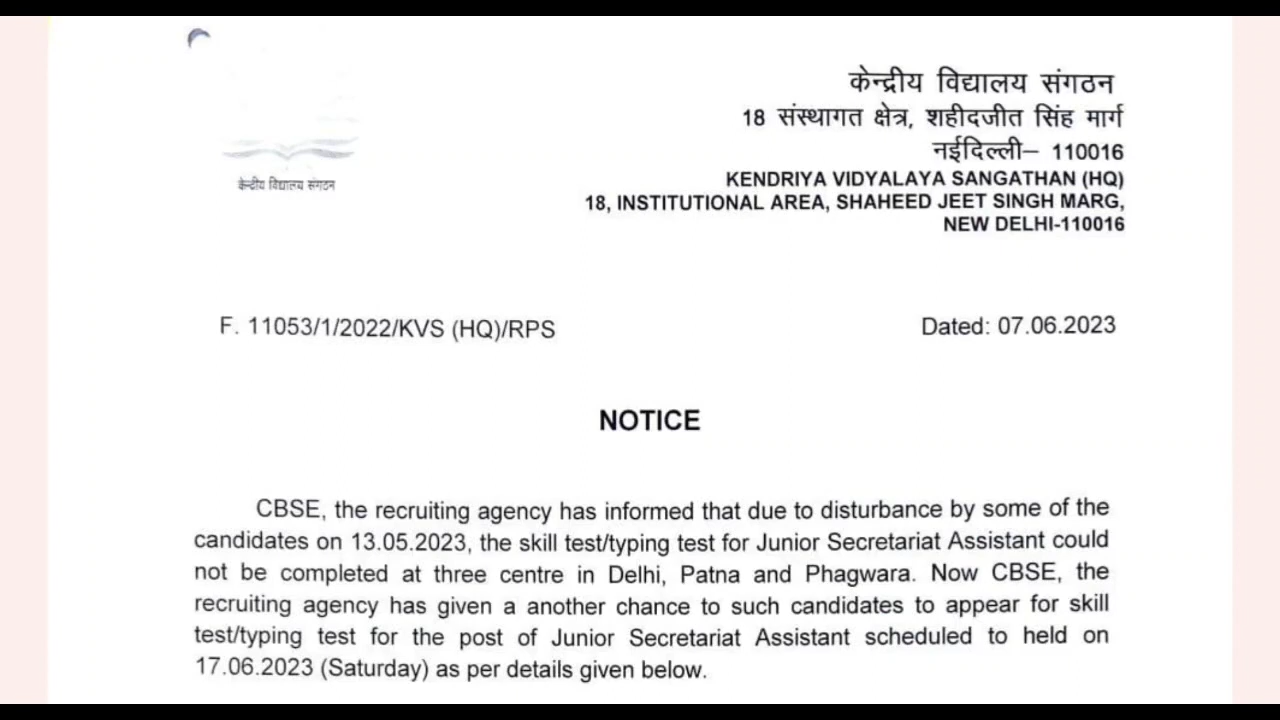 केन्द्रीय विद्यालय संगठन
केन्द्रीय विद्यालय संगठन
18 संस्थागत क्षेत्र, शहीदजीत सिंह मार्ग
नईदिल्ली– 110016
KENDRIYA VIDYALAYA SANGATHAN (HQ)
18, INSTITUTIONAL AREA, SHAHEED JEET SINGH MARG,
NEW DELHI-110016
F. 11053/1/2022/KVS (HQ)/RPS
Dated: 07.06.2023
NOTICE
CBSE, the recruiting agency has informed that due to disturbance by some of the
candidates on 13.05.2023, the skill test/typing test for Junior Secretariat Assistant could
not be completed at three centre in Delhi, Patna and Phagwara. Now CBSE, the
recruiting agency has given a another chance to such candidates to appear for skill
test/typing test for the post of Junior Secretariat Assistant scheduled to held on
17.06.2023 (Saturday) as per details given below.